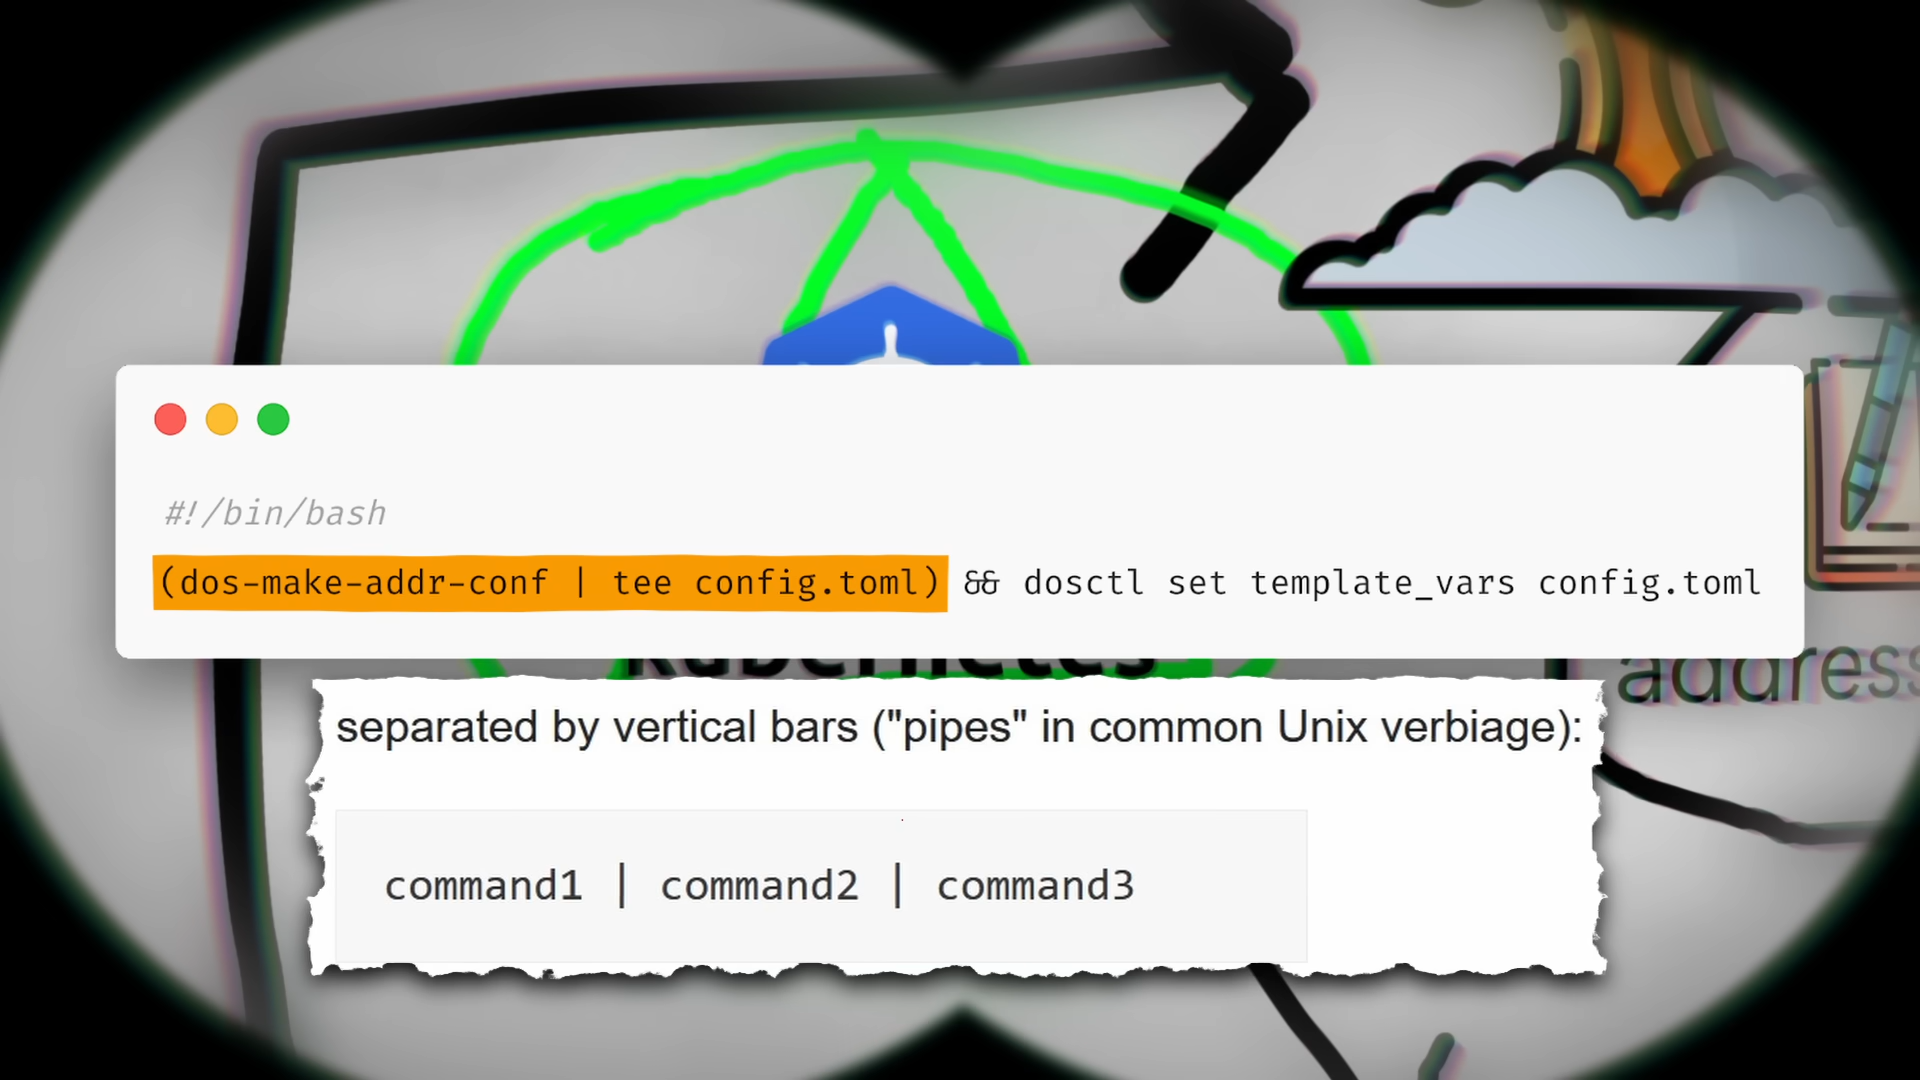 #!/bin/bash
(dos-make-addr-conf | tee config.toml) && dosctl set template_vars config.toml
kubernetes
address
separated by vertical bars ("pipes" in common Unix verbiage):
command1 | command2 | command3